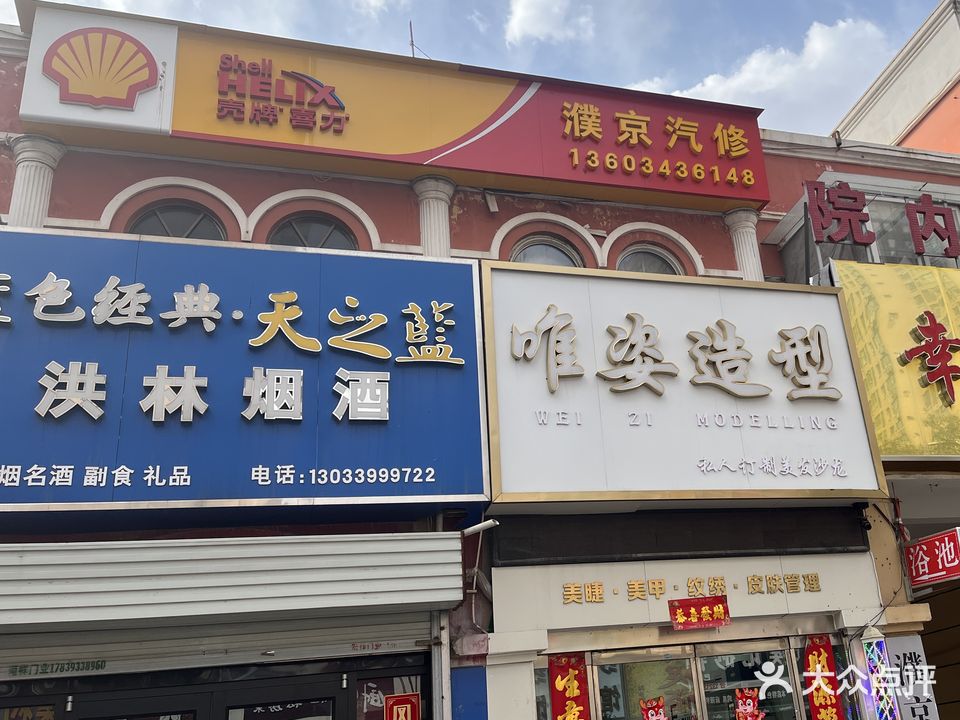 Shell
HELIX
壳牌喜力
濮京汽修
13603436148
院内
色经典·天之蓝
洪林烟酒
烟名酒 副食 礼品
电话:13033999722
唯姿造型
WEI ZI MODELLING
私人订制美发沙龙
幸
浴池
美睫·美甲·纹绣·皮肤管理
恭喜發财
17839338960
大众点评